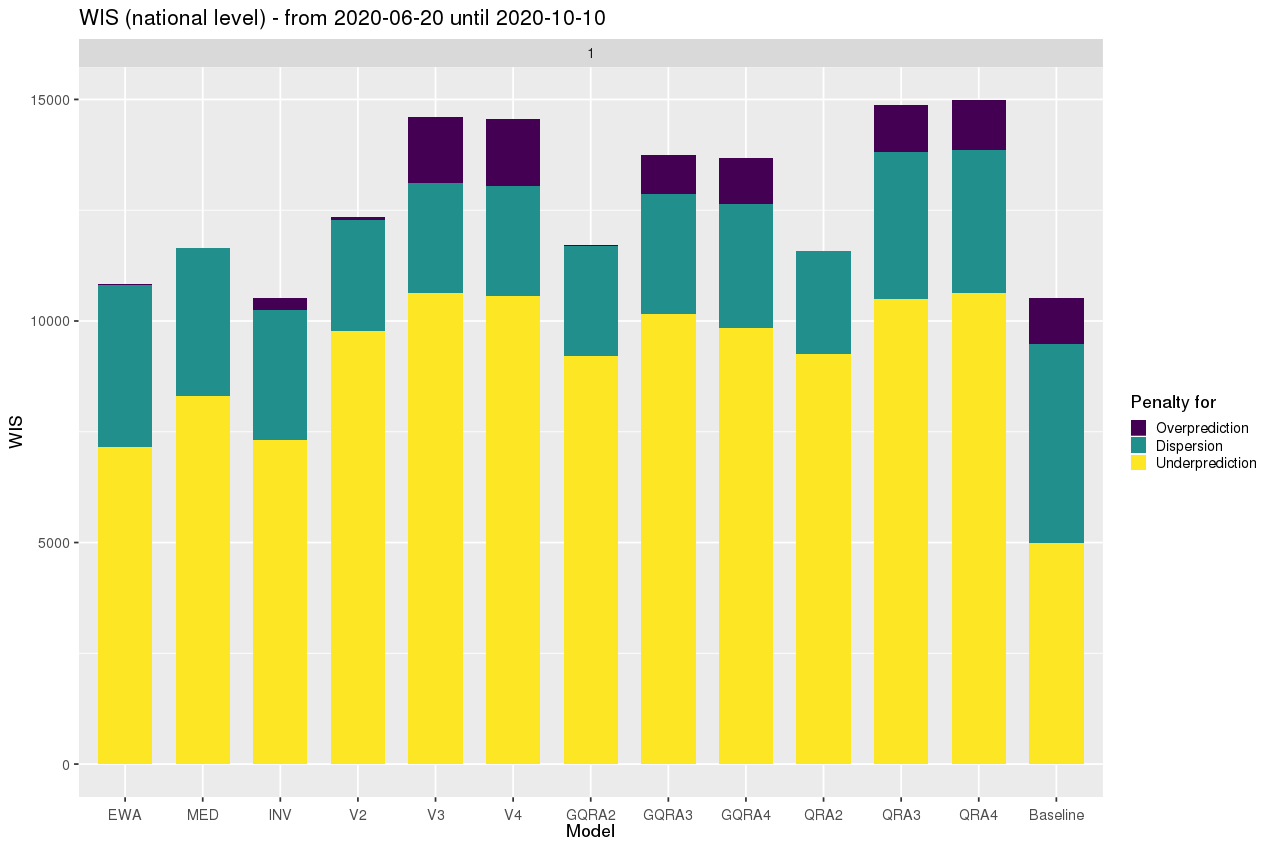 WIS (national level) - from 2020-06-20 until 2020-10-10
1
15000
10000
5000
0
WIS
EWA MED INV V2 V3 V4 GQRA2 GQRA3 GQRA4 QRA2 QRA3 QRA4 Baseline
Model
Penalty for
Overprediction
Dispersion
Underprediction